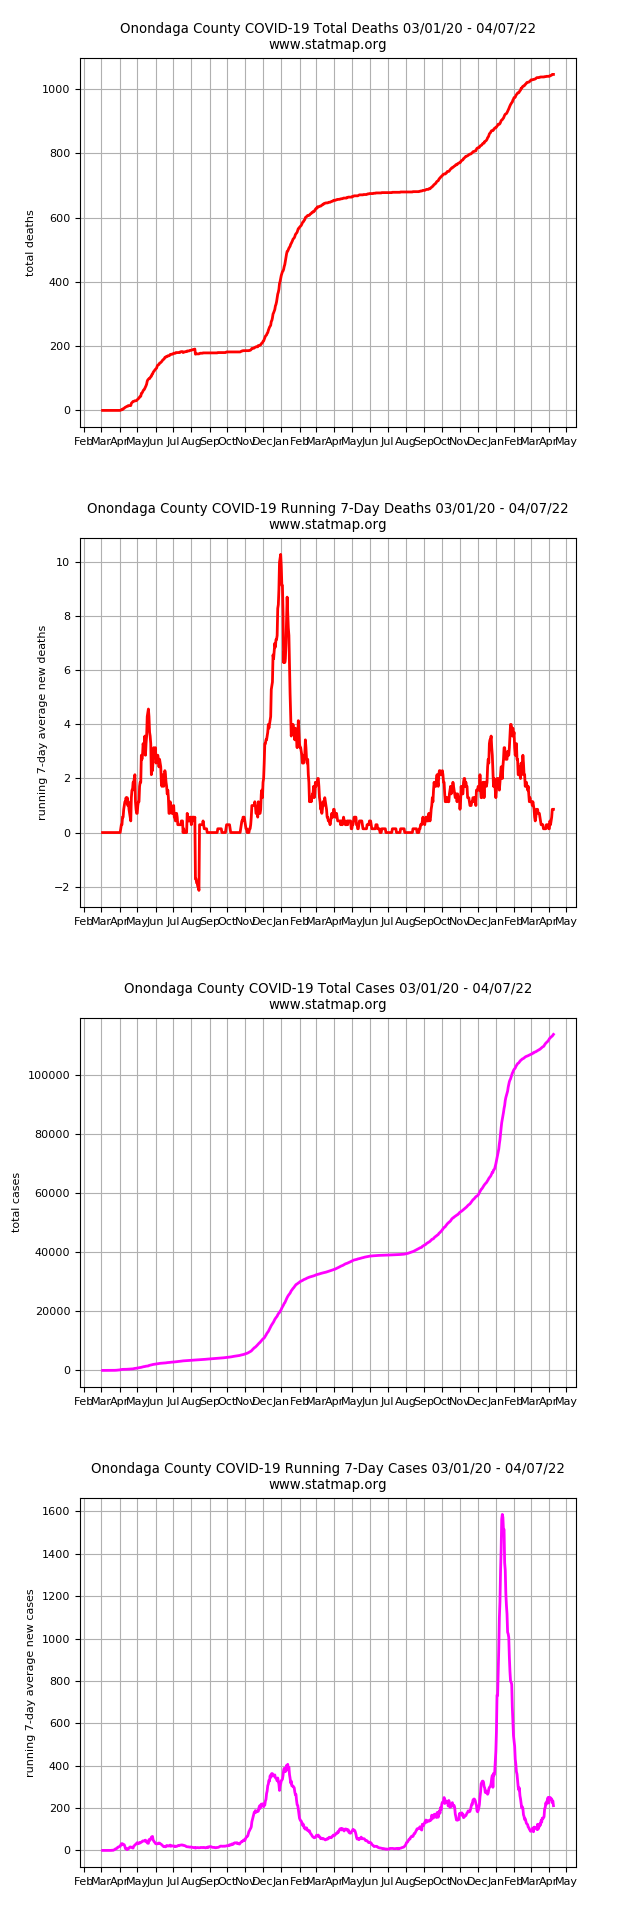 Onondaga County COVID-19 Total Deaths 03/01/20 - 04/07/22
www.statmap.org
1000
800
600
400
200
0
total deaths
Feb Mar Apr May Jun Jul Aug Sep Oct Nov Dec Jan Feb Mar Apr May Jun Jul Aug Sep Oct Nov Dec Jan Feb Mar Apr May
Onondaga County COVID-19 Running 7-Day Deaths 03/01/20 - 04/07/22
www.statmap.org
10
8
6
4
2
0
−2
running 7-day average new deaths
Feb Mar Apr May Jun Jul Aug Sep Oct Nov Dec Jan Feb Mar Apr May Jun Jul Aug Sep Oct Nov Dec Jan Feb Mar Apr May
Onondaga County COVID-19 Total Cases 03/01/20 - 04/07/22
www.statmap.org
100000
80000
60000
40000
20000
0
total cases
Feb Mar Apr May Jun Jul Aug Sep Oct Nov Dec Jan Feb Mar Apr May Jun Jul Aug Sep Oct Nov Dec Jan Feb Mar Apr May
Onondaga County COVID-19 Running 7-Day Cases 03/01/20 - 04/07/22
www.statmap.org
1600
1400
1200
1000
800
600
400
200
0
running 7-day average new cases
Feb Mar Apr May Jun Jul Aug Sep Oct Nov Dec Jan Feb Mar Apr May Jun Jul Aug Sep Oct Nov Dec Jan Feb Mar Apr May